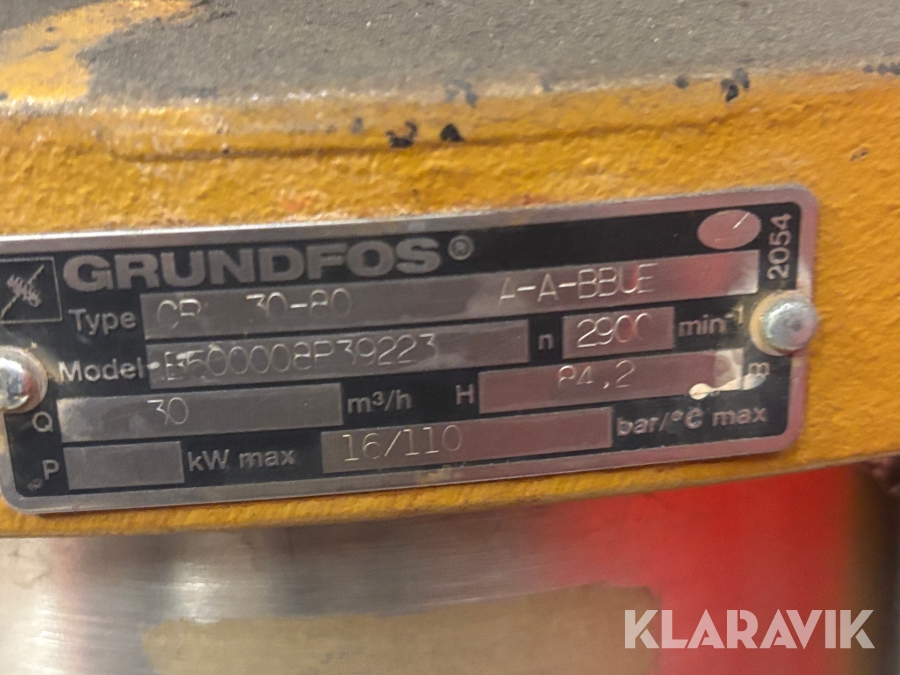 GRUNDFOS®
2054
Type CR 30-80 A-A-BBUE
Model B500008P39223 n 2900 min-1
Q 30 m³/h H 84,2 m
P kW max 16/110 bar/°C max
KLARAVIK